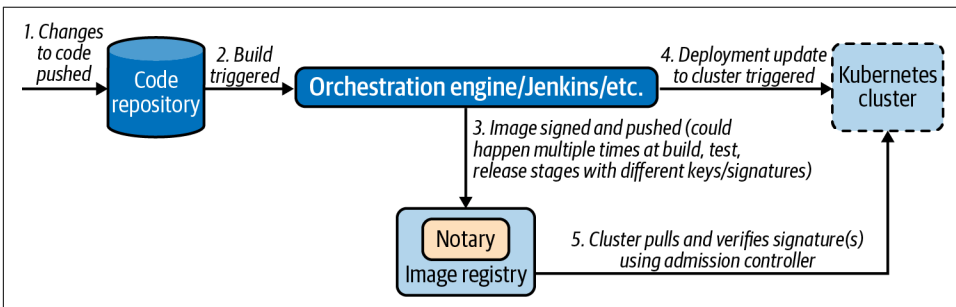 1. Changes
to code
pushed
Code
repository
2. Build
triggered
Orchestration engine/Jenkins/etc.
4. Deployment update
to cluster triggered
Kubernetes
cluster
3. Image signed and pushed (could
happen multiple times at build, test,
release stages with different keys/signatures)
Notary
Image registry
5. Cluster pulls and verifies signature(s)
using admission controller